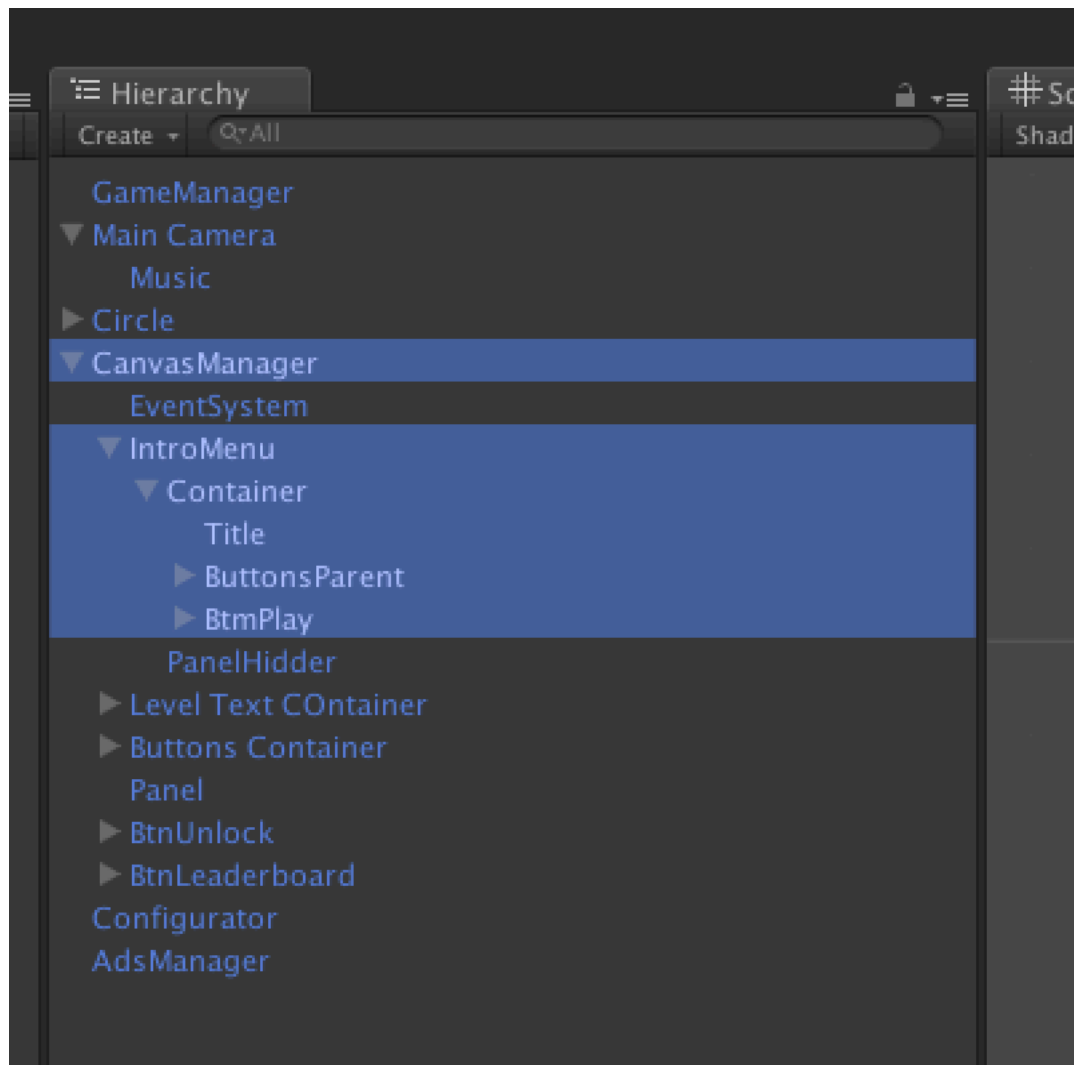 Hierarchy
Create
All
GameManager
Main Camera
Music
Circle
CanvasManager
EventSystem
IntroMenu
Container
Title
ButtonsParent
BtmPlay
PanelHidder
Level Text COntainer
Buttons Container
Panel
BtnUnlock
BtnLeaderboard
Configurator
AdsManager
Sc
Shad